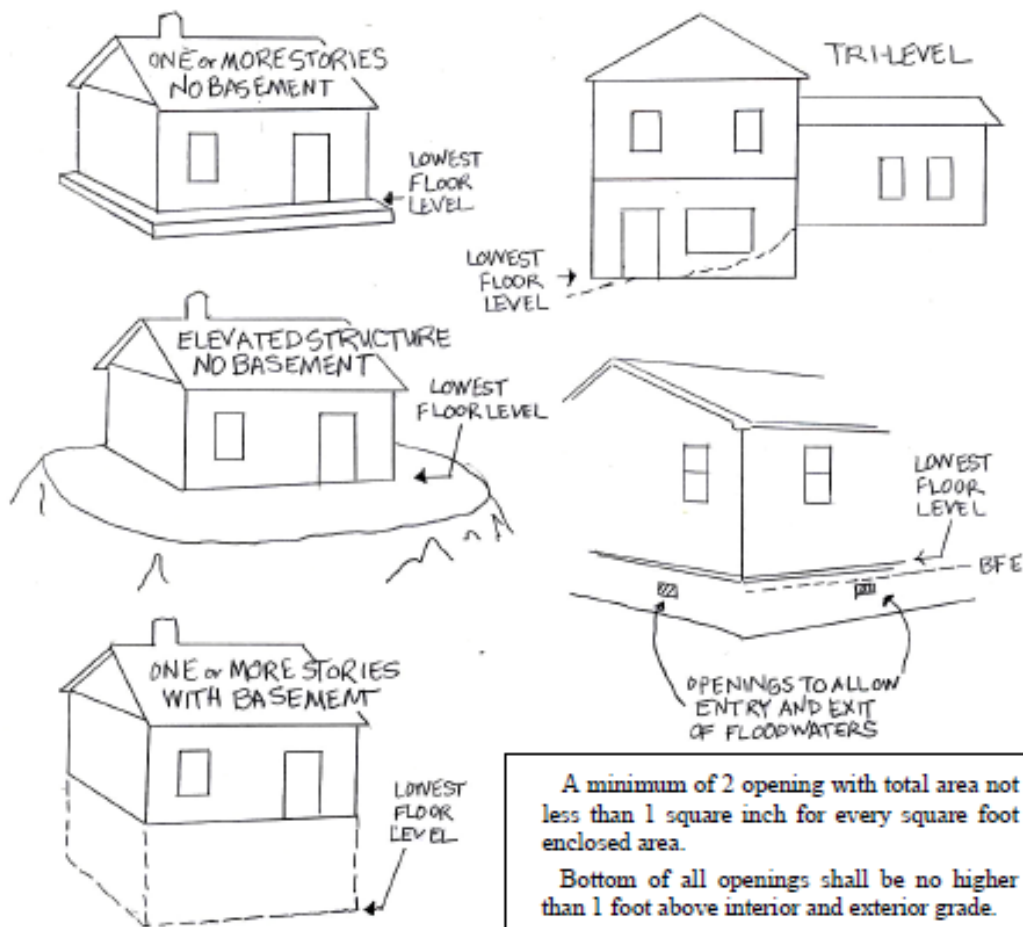 ONE or MORE STORIES
NO BASEMENT
LOWEST
FLOOR
LEVEL
TRI-LEVEL
LOWEST
FLOOR
LEVEL
ELEVATED STRUCTURE
NO BASEMENT
LOWEST
FLOOR LEVEL
LOWEST
FLOOR
LEVEL
BFE
OPENINGS TO ALLOW
ENTRY AND EXIT
OF FLOODWATERS
ONE or MORE STORIES
WITH BASEMENT
LOWEST
FLOOR
LEVEL
A minimum of 2 opening with total area not
less than 1 square inch for every square foot
enclosed area.
Bottom of all openings shall be no higher
than 1 foot above interior and exterior grade.